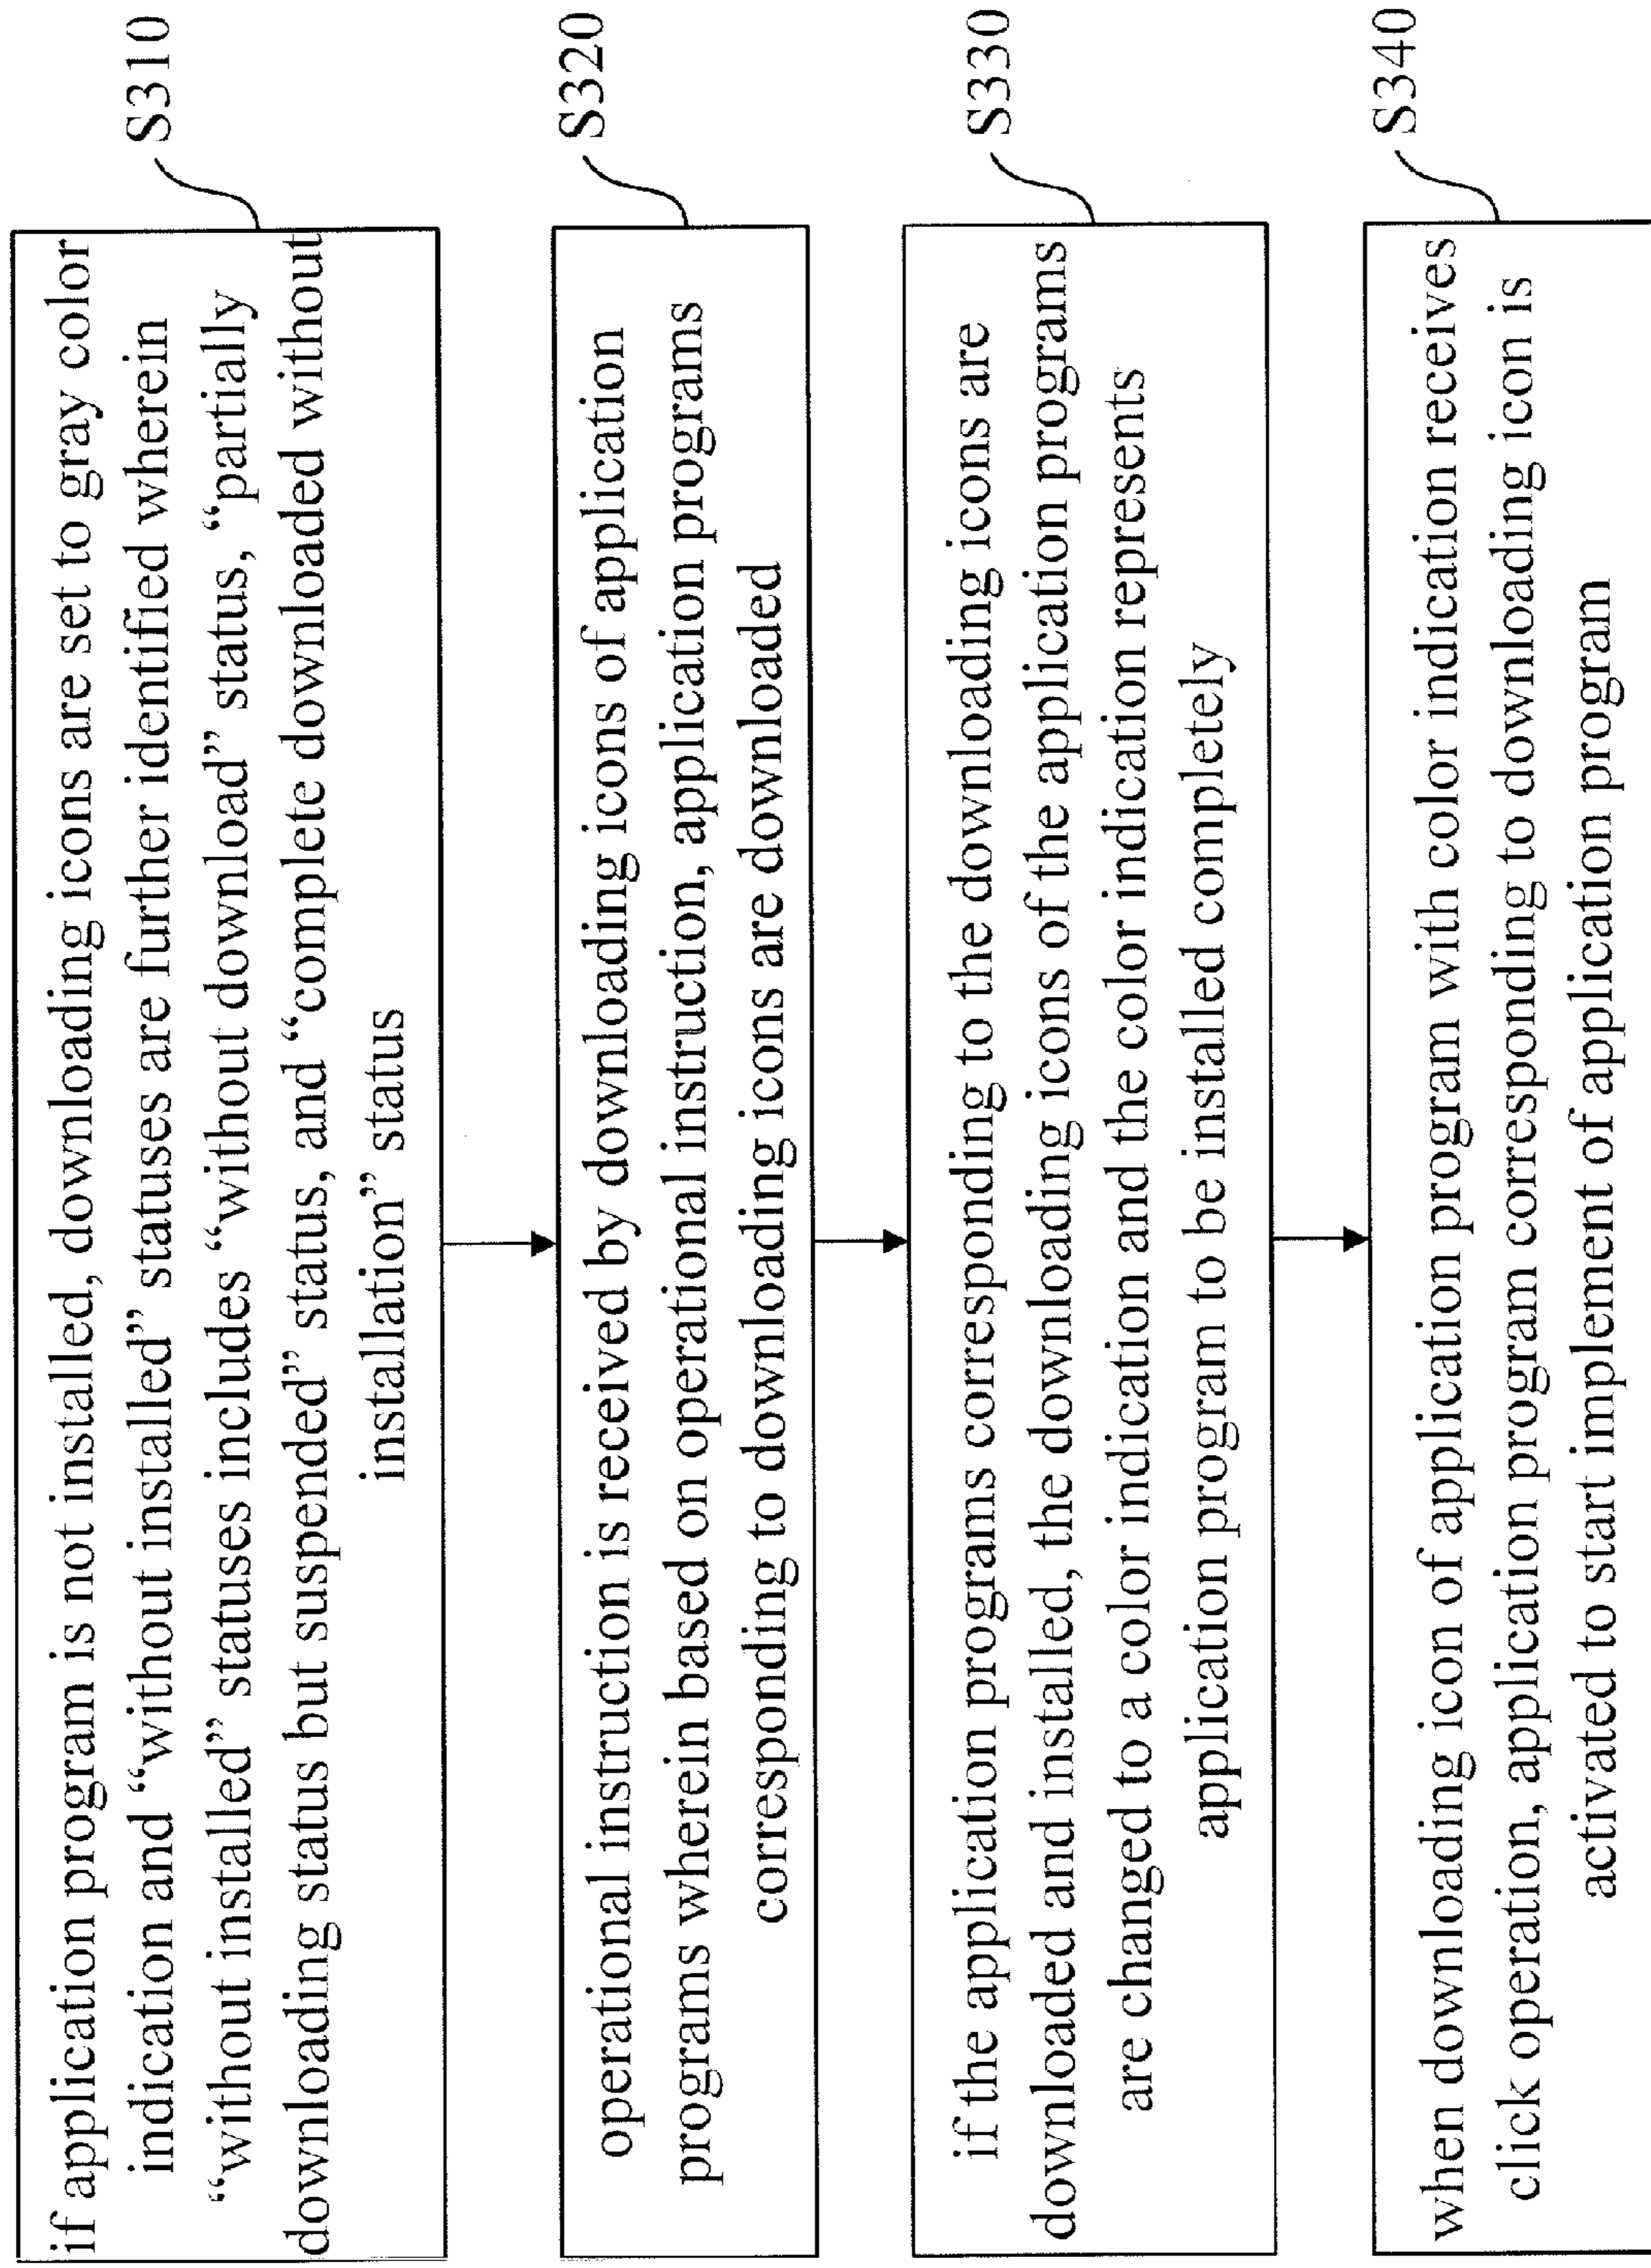 if application program is not installed, downloading icons are set to gray color
indication and “without installed” statuses are further identified wherein
“without installed” statuses includes “without download” status, “partially
downloading status but suspended” status, and “complete downloaded without
installation” status
S310
operational instruction is received by downloading icons of application
programs wherein based on operational instruction, application programs
corresponding to downloading icons are downloaded
S320
if the application programs corresponding to the downloading icons are
downloaded and installed, the downloading icons of the application programs
are changed to a color indication and the color indication represents
application program to be installed completely
S330
when downloading icon of application program with color indication receives
click operation, application program corresponding to downloading icon is
activated to start implement of application program
S340